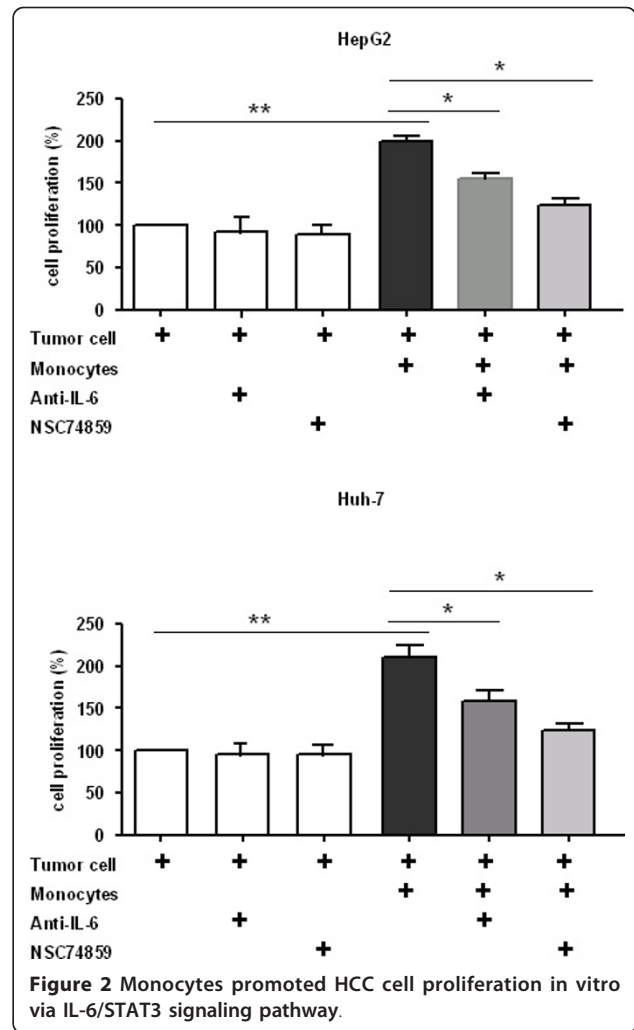 HepG2
*
**
*
250
200
150
100
50
0
cell proliferation (%)
Tumor cell + + + + + +
Monocytes + + +
Anti-IL-6 + +
NSC74859 + +
Huh-7
*
**
*
250
200
150
100
50
0
cell proliferation (%)
Tumor cell + + + + + +
Monocytes + + +
Anti-IL-6 + +
NSC74859 + +
Figure 2 Monocytes promoted HCC cell proliferation in vitro
via IL-6/STAT3 signaling pathway.